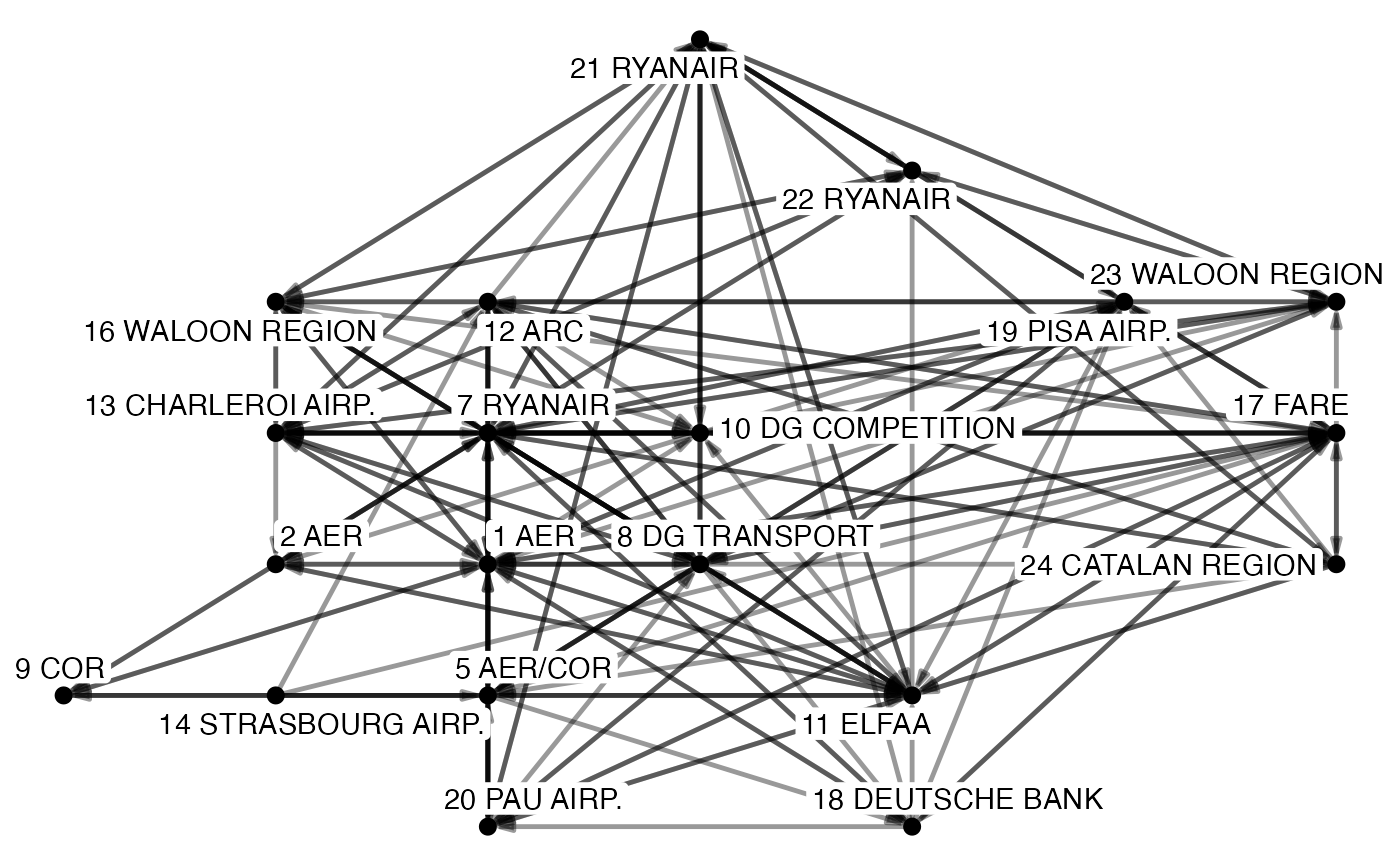 21 RYANAIR
22 RYANAIR
23 WALOON REGION
16 WALOON REGION
12 ARC
19 PISA AIRP.
13 CHARLEROI AIRP.
7 RYANAIR
10 DG COMPETITION
17 FARE
2 AER
1 AER
8 DG TRANSPORT
24 CATALAN REGION
9 COR
5 AER/COR
14 STRASBOURG AIRP.
11 ELFAA
20 PAU AIRP.
18 DEUTSCHE BANK